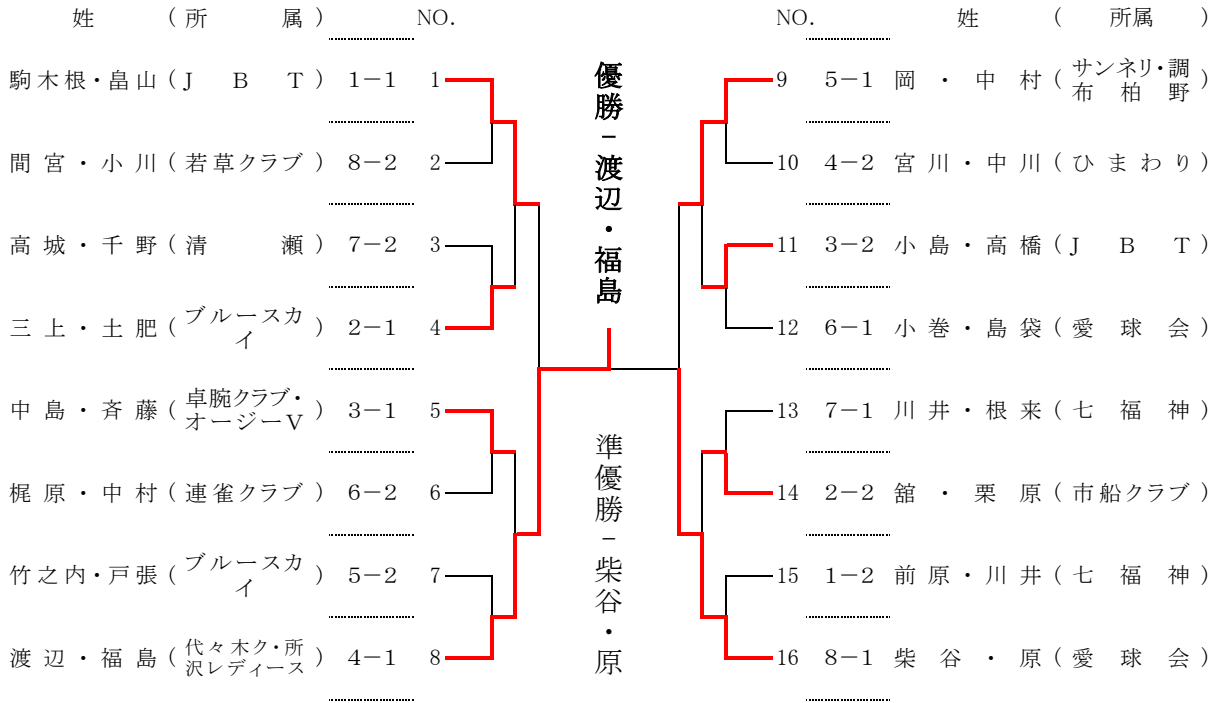 姓 (所 属) NO.
駒木根・畠山(J B T) 1-1 1
間宮・小川(若草クラブ) 8-2 2
高城・千野(清 瀬) 7-2 3
三上・土肥(ブルースカイ) 2-1 4
中島・斉藤(卓腕クラブ・オージーV) 3-1 5
梶原・中村(連雀クラブ) 6-2 6
竹之内・戸張(ブルースカイ) 5-2 7
渡辺・福島(代々木ク・所沢レディース) 4-1 8
優勝-渡辺・福島
準優勝-柴谷・原
NO. 姓 (所属)
9 5-1 岡・中村(サンネリ・調布柏野)
10 4-2 宮川・中川(ひまわり)
11 3-2 小島・高橋(J B T)
12 6-1 小巻・島袋(愛球会)
13 7-1 川井・根来(七福神)
14 2-2 舘・栗原(市船クラブ)
15 1-2 前原・川井(七福神)
16 8-1 柴谷・原(愛球会)